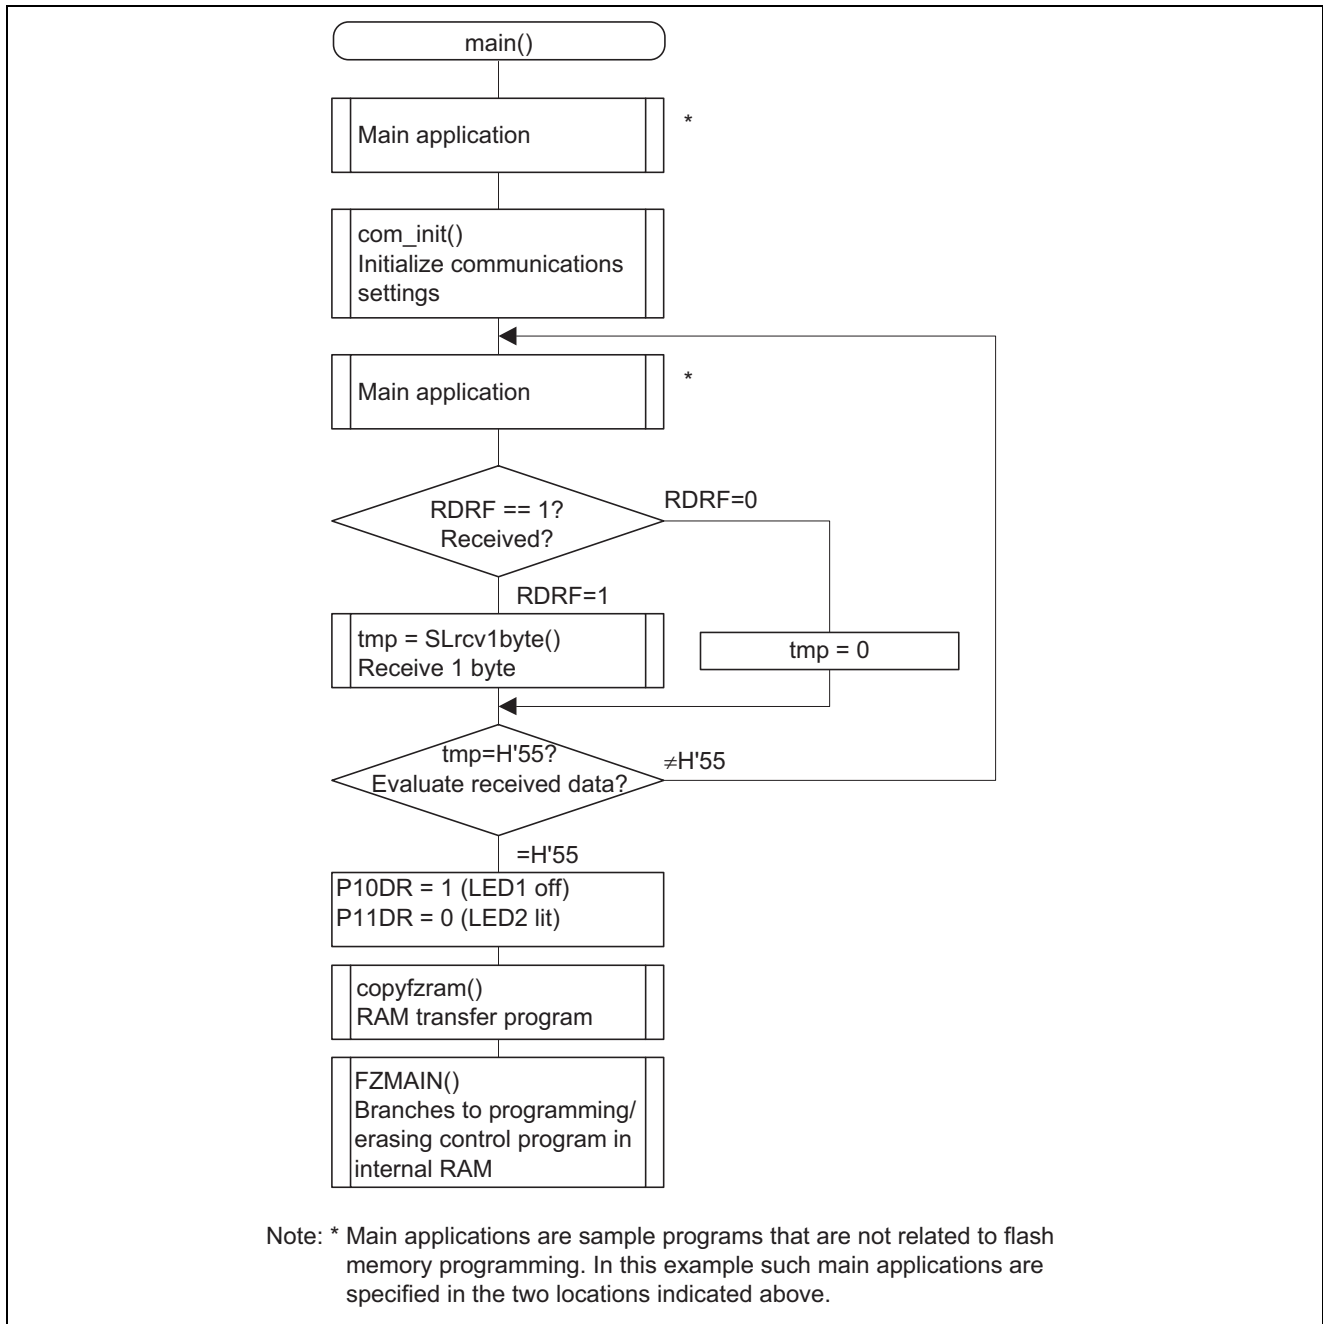 main()
Main application
*
com_init()
Initialize communications
settings
Main application
*
RDRF == 1?
Received?
RDRF=0
RDRF=1
tmp = SLrcv1byte()
Receive 1 byte
tmp = 0
tmp=H'55?
Evaluate received data?
≠H'55
=H'55
P10DR = 1 (LED1 off)
P11DR = 0 (LED2 lit)
copyfzram()
RAM transfer program
FZMAIN()
Branches to programming/
erasing control program in
internal RAM
Note: * Main applications are sample programs that are not related to flash
memory programming. In this example such main applications are
specified in the two locations indicated above.